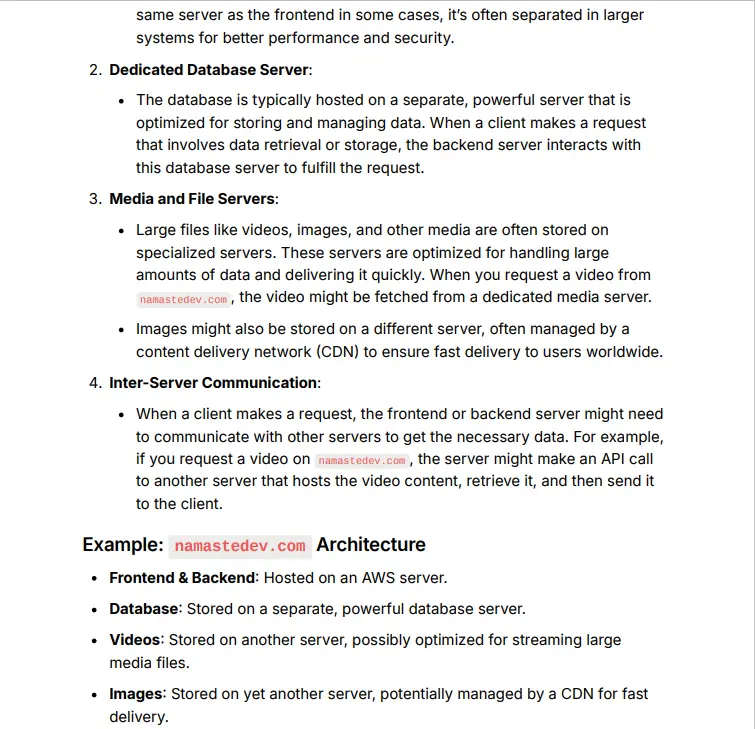 same server as the frontend in some cases, it’s often separated in larger
systems for better performance and security.
2. Dedicated Database Server:
• The database is typically hosted on a separate, powerful server that is
optimized for storing and managing data. When a client makes a request
that involves data retrieval or storage, the backend server interacts with
this database server to fulfill the request.
3. Media and File Servers:
• Large files like videos, images, and other media are often stored on
specialized servers. These servers are optimized for handling large
amounts of data and delivering it quickly. When you request a video from
namastedev.com, the video might be fetched from a dedicated media server.
• Images might also be stored on a different server, often managed by a
content delivery network (CDN) to ensure fast delivery to users worldwide.
4. Inter-Server Communication:
• When a client makes a request, the frontend or backend server might need
to communicate with other servers to get the necessary data. For example,
if you request a video on namastedev.com, the server might make an API call
to another server that hosts the video content, retrieve it, and then send it
to the client.
Example: namastedev.com Architecture
• Frontend & Backend: Hosted on an AWS server.
• Database: Stored on a separate, powerful database server.
• Videos: Stored on another server, possibly optimized for streaming large
media files.
• Images: Stored on yet another server, potentially managed by a CDN for fast
delivery.